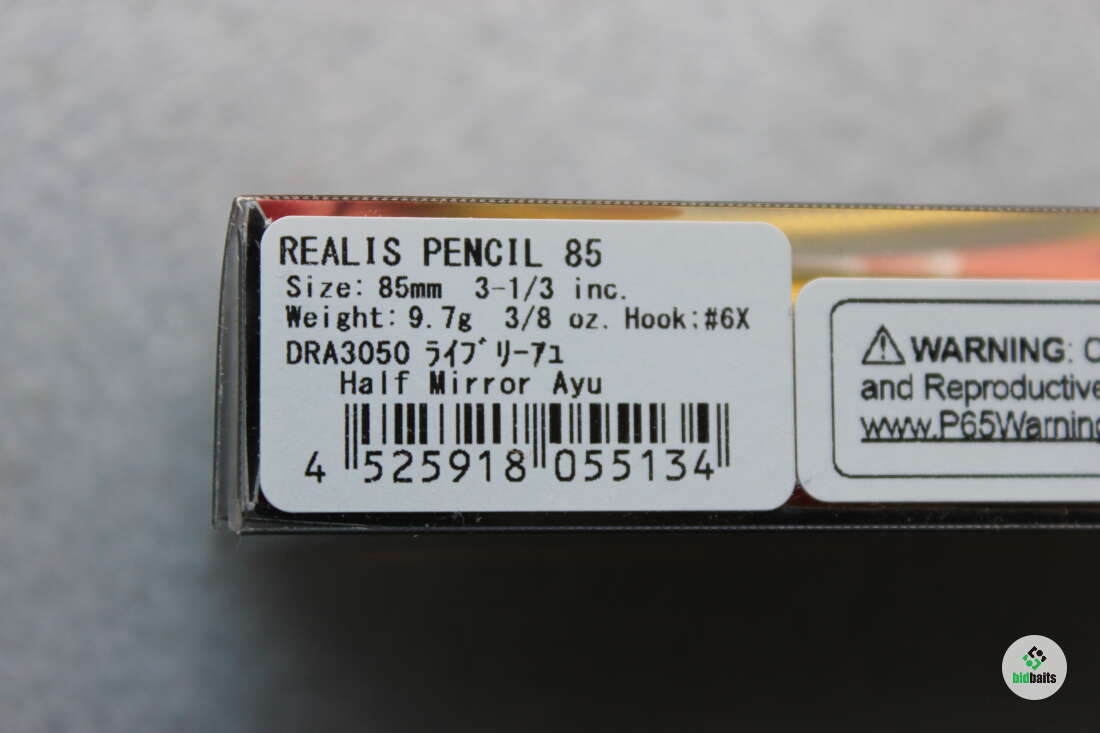 REALIS PENCIL 85
Size: 85mm 3-1/3 inc.
Weight: 9.7g 3/8 oz. Hook:#6X
DRA3050 ﾗｲﾌﾞﾘｰｱﾕ
Half Mirror Ayu
4 525918 055134
⚠ WARNING:
and Reproductive
www.P65Warning
bidbaits